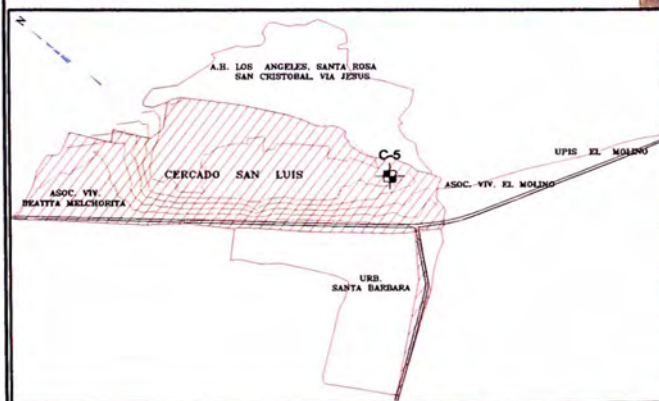 N
A.H. LOS ANGELES, SANTA ROSA
SAN CRISTOBAL, VIA JESUS
C-5
UPIS EL MOLINO
CERCADO SAN LUIS
ASOC. VIV. EL MOLINO
ASOC. VIV.
BEATITA MELCHORITA
URB.
SANTA BARBARA